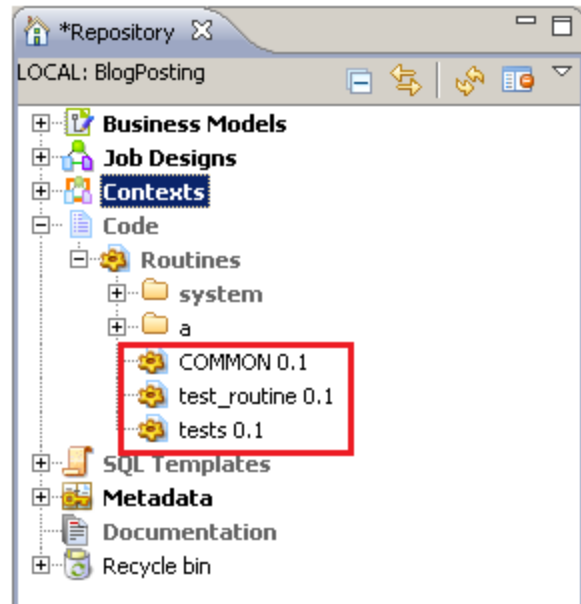 *Repository
LOCAL: BlogPosting
Business Models
Job Designs
Contexts
Code
Routines
system
a
COMMON 0.1
test_routine 0.1
tests 0.1
SQL Templates
Metadata
Documentation
Recycle bin